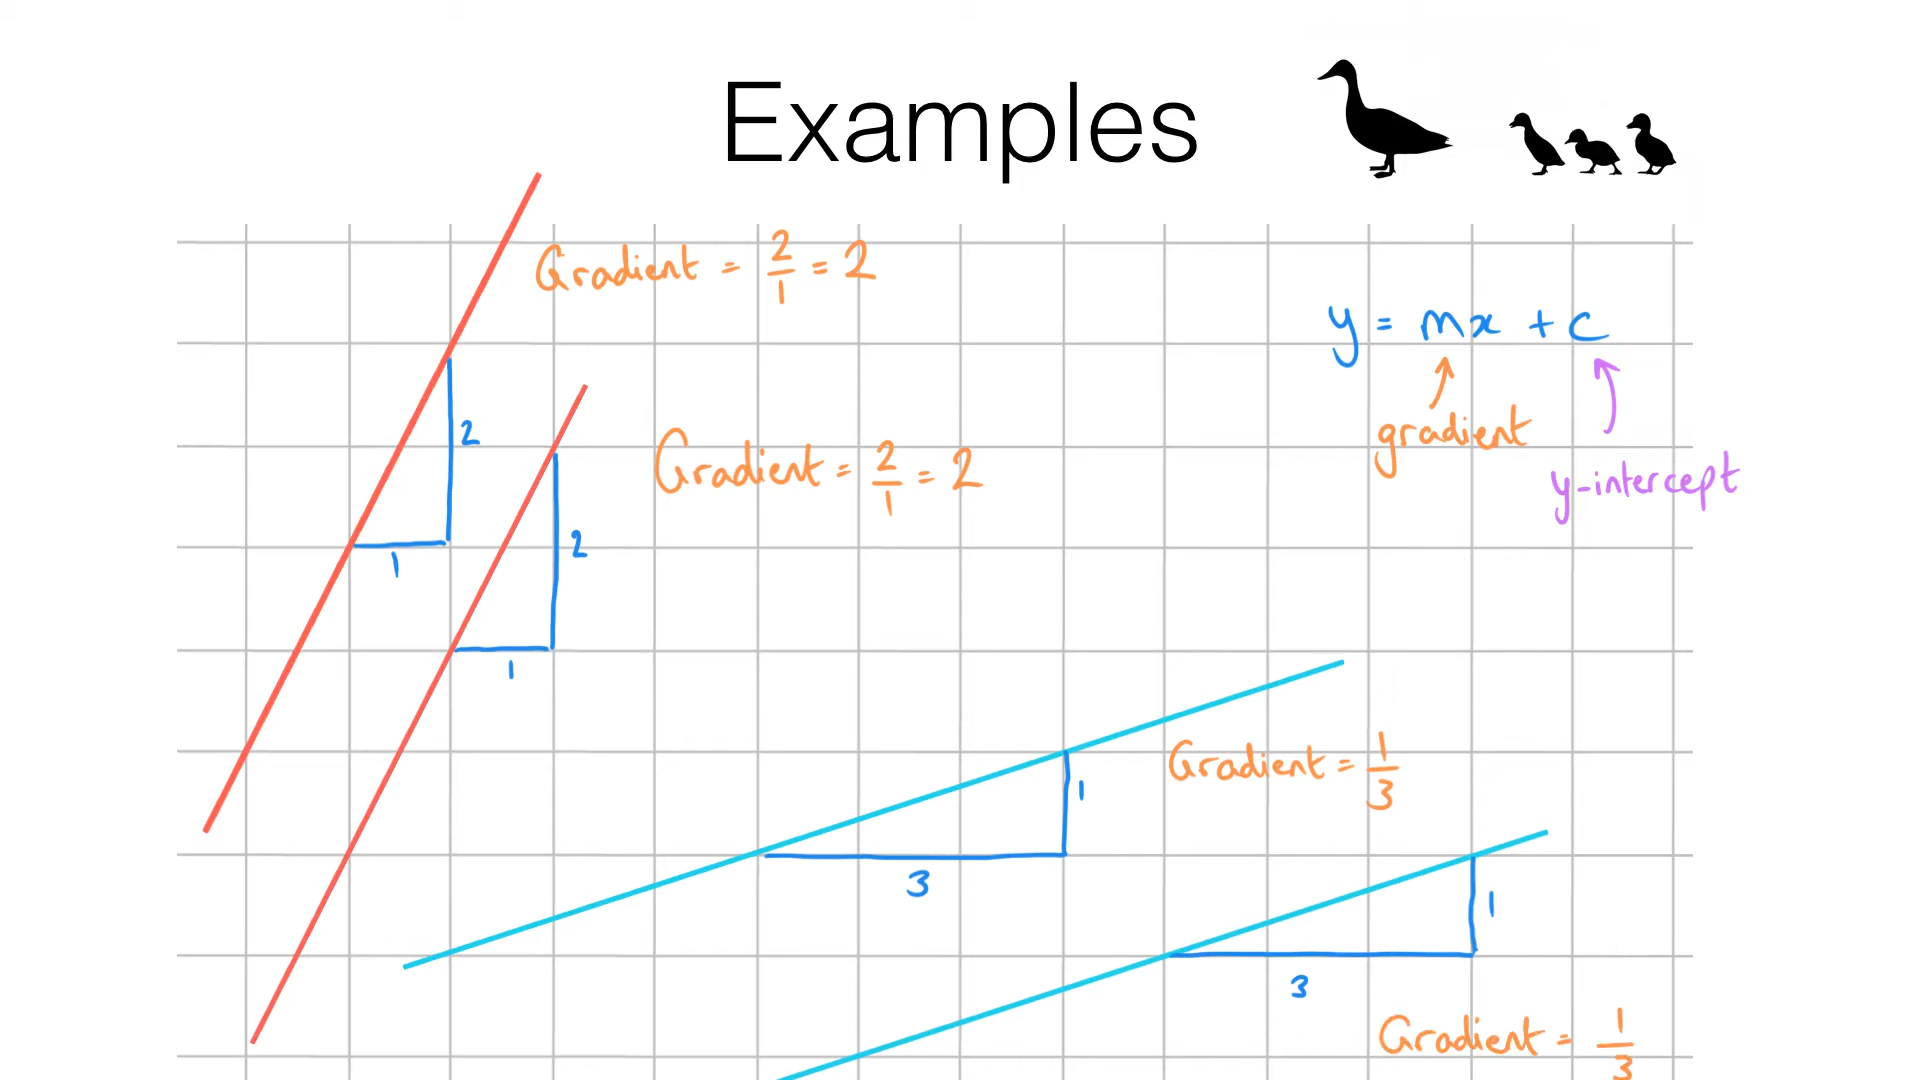 Examples
Gradient = 2/1 = 2
y = mx + c
gradient
y-intercept
2
1
Gradient = 2/1 = 2
2
1
Gradient = 1/3
1
3
1
3
Gradient = 1/3